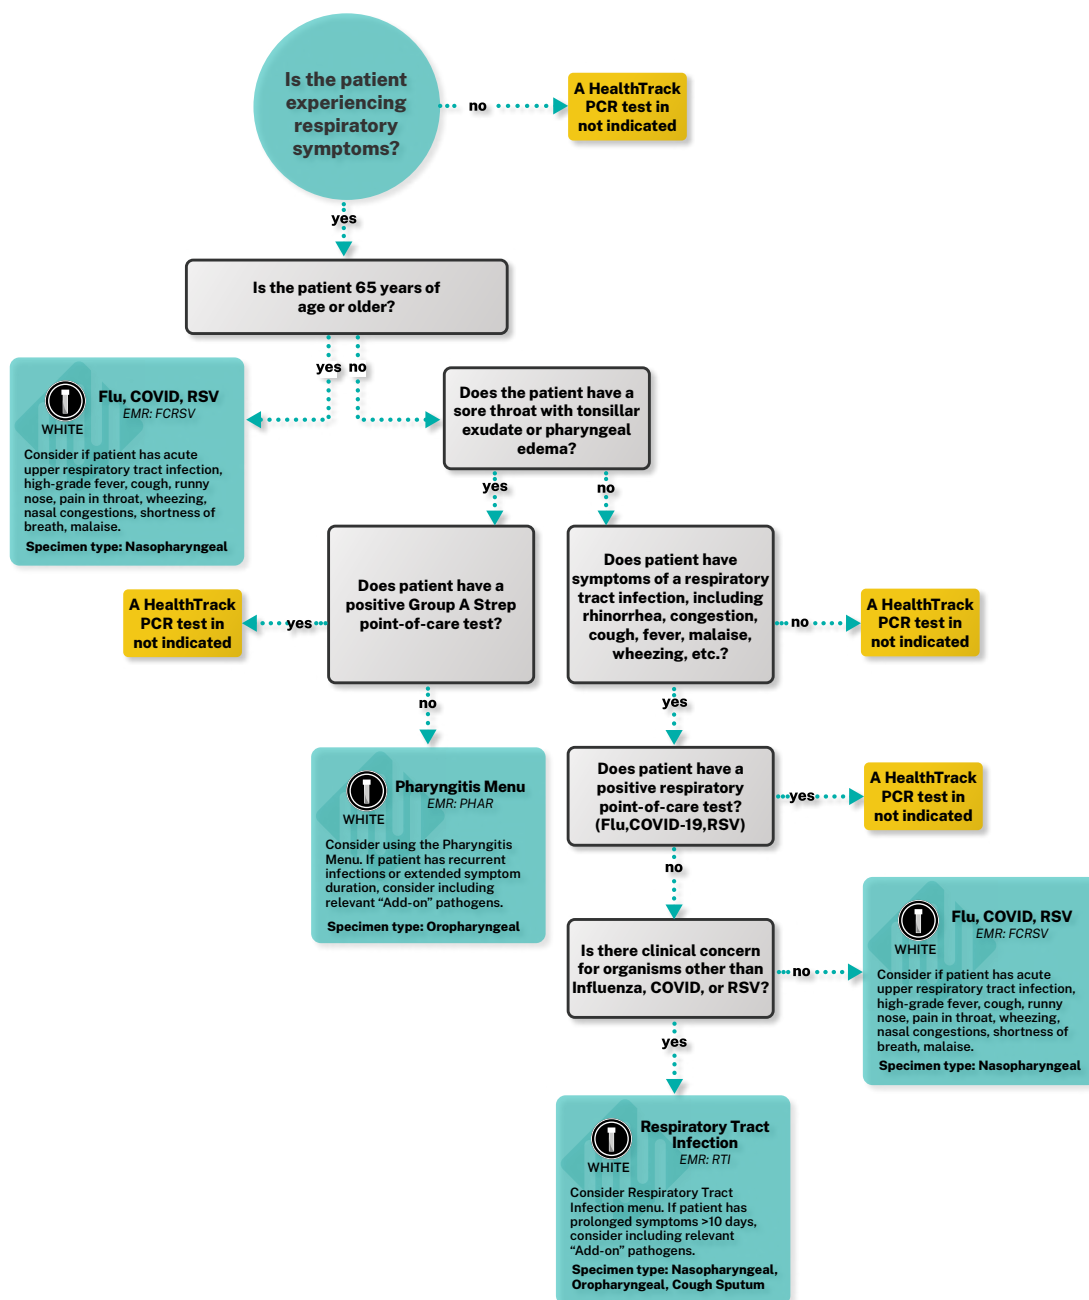 Is the patient
experiencing
respiratory
symptoms?
no
A HealthTrack
PCR test in
not indicated
yes
Is the patient 65 years of
age or older?
yes
no
Flu, COVID, RSV
EMR: FCRSV
WHITE
Consider if patient has acute
upper respiratory tract infection,
high-grade fever, cough, runny
nose, pain in throat, wheezing,
nasal congestions, shortness of
breath, malaise.
Specimen type: Nasopharyngeal
Does the patient have a
sore throat with tonsillar
exudate or pharyngeal
edema?
yes
no
Does patient have a
positive Group A Strep
point-of-care test?
yes
A HealthTrack
PCR test in
not indicated
Does patient have
symptoms of a respiratory
tract infection, including
rhinorrhea, congestion,
cough, fever, malaise,
wheezing, etc.?
no
A HealthTrack
PCR test in
not indicated
no
yes
Pharyngitis Menu
EMR: PHAR
WHITE
Consider using the Pharyngitis
Menu. If patient has recurrent
infections or extended symptom
duration, consider including
relevant “Add-on” pathogens.
Specimen type: Oropharyngeal
Does patient have a
positive respiratory
point-of-care test?
(Flu,COVID-19,RSV)
yes
A HealthTrack
PCR test in
not indicated
no
Is there clinical concern
for organisms other than
Influenza, COVID, or RSV?
no
Flu, COVID, RSV
EMR: FCRSV
WHITE
Consider if patient has acute
upper respiratory tract infection,
high-grade fever, cough, runny
nose, pain in throat, wheezing,
nasal congestions, shortness of
breath, malaise.
Specimen type: Nasopharyngeal
yes
Respiratory Tract
Infection
EMR: RTI
WHITE
Consider Respiratory Tract
Infection menu. If patient has
prolonged symptoms >10 days,
consider including relevant
“Add-on” pathogens.
Specimen type: Nasopharyngeal,
Oropharyngeal, Cough Sputum